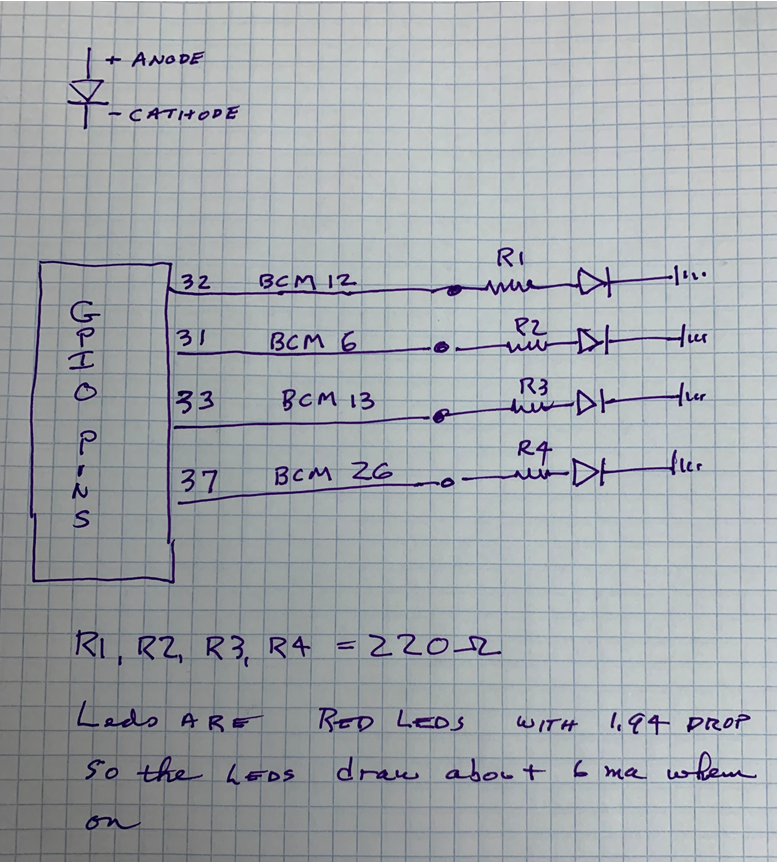 + ANODE
- CATHODE
R1
32 BCM 12
GPIO PINS
R2
31 BCM 6
R3
33 BCM 13
R4
37 BCM 26
R1, R2, R3, R4 = 220 Ω
Leds ARE RED LEDS WITH 1.94 DROP
So the LEDS draw about 6 ma when
on